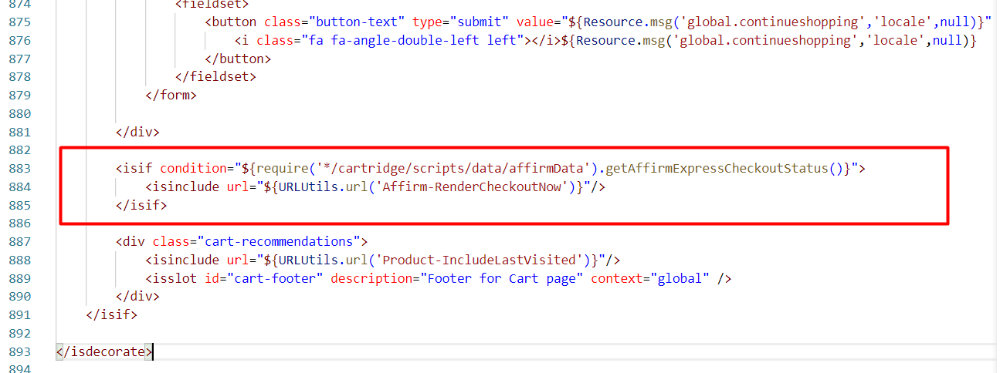 874 <fieldset>
875 <button class="button-text" type="submit" value="${Resource.msg('global.continueshopping','locale',null)}"
876 <i class="fa fa-angle-double-left left"></i>${Resource.msg('global.continueshopping','locale',null)}
877 </button>
878 </fieldset>
879 </form>
880
881 </div>
882
883 <isif condition="${require('*/cartridge/scripts/data/affirmData').getAffirmExpressCheckoutStatus()}">
884 <isinclude url="${URLUtils.url('Affirm-RenderCheckoutNow')}"/>
885 </isif>
886
887 <div class="cart-recommendations">
888 <isinclude url="${URLUtils.url('Product-IncludeLastVisited')}"/>
889 <isslot id="cart-footer" description="Footer for Cart page" context="global" />
890 </div>
891 </isif>
892
893 </isdecorate>
894